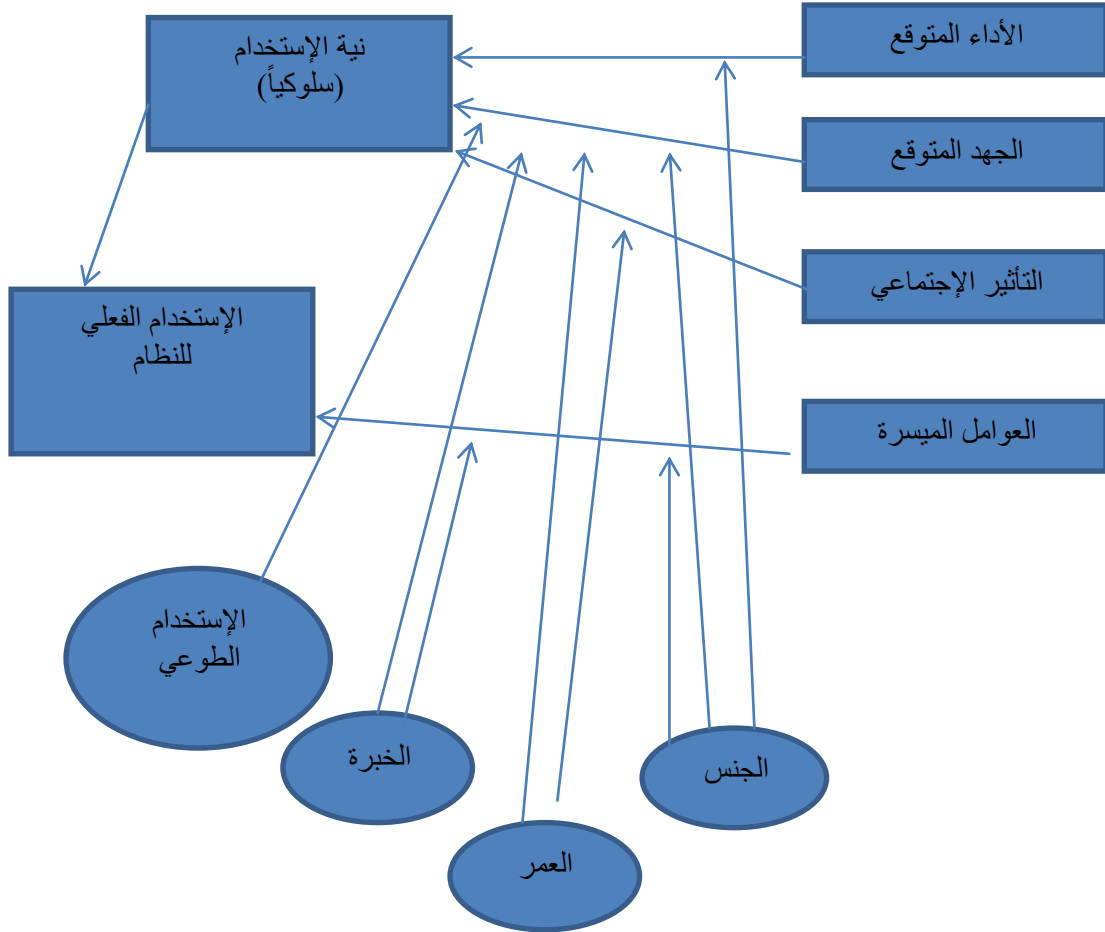 الأداء المتوقع
نية الإستخدام
(سلوكياً)
الجهد المتوقع
التأثير الإجتماعي
الإستخدام الفعلي
للنظام
العوامل الميسرة
الإستخدام
الطوعي
الخبرة
الجنس
العمر